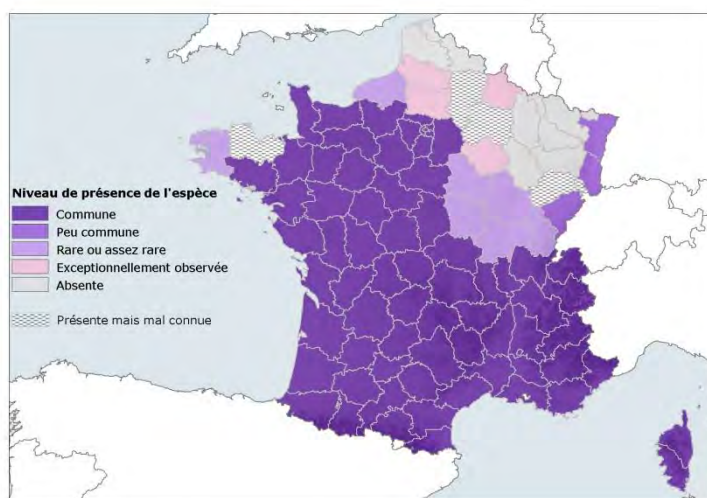 Niveau de présence de l'espèce
Commune
Peu commune
Rare ou assez rare
Exceptionnellement observée
Absente
Présente mais mal connue